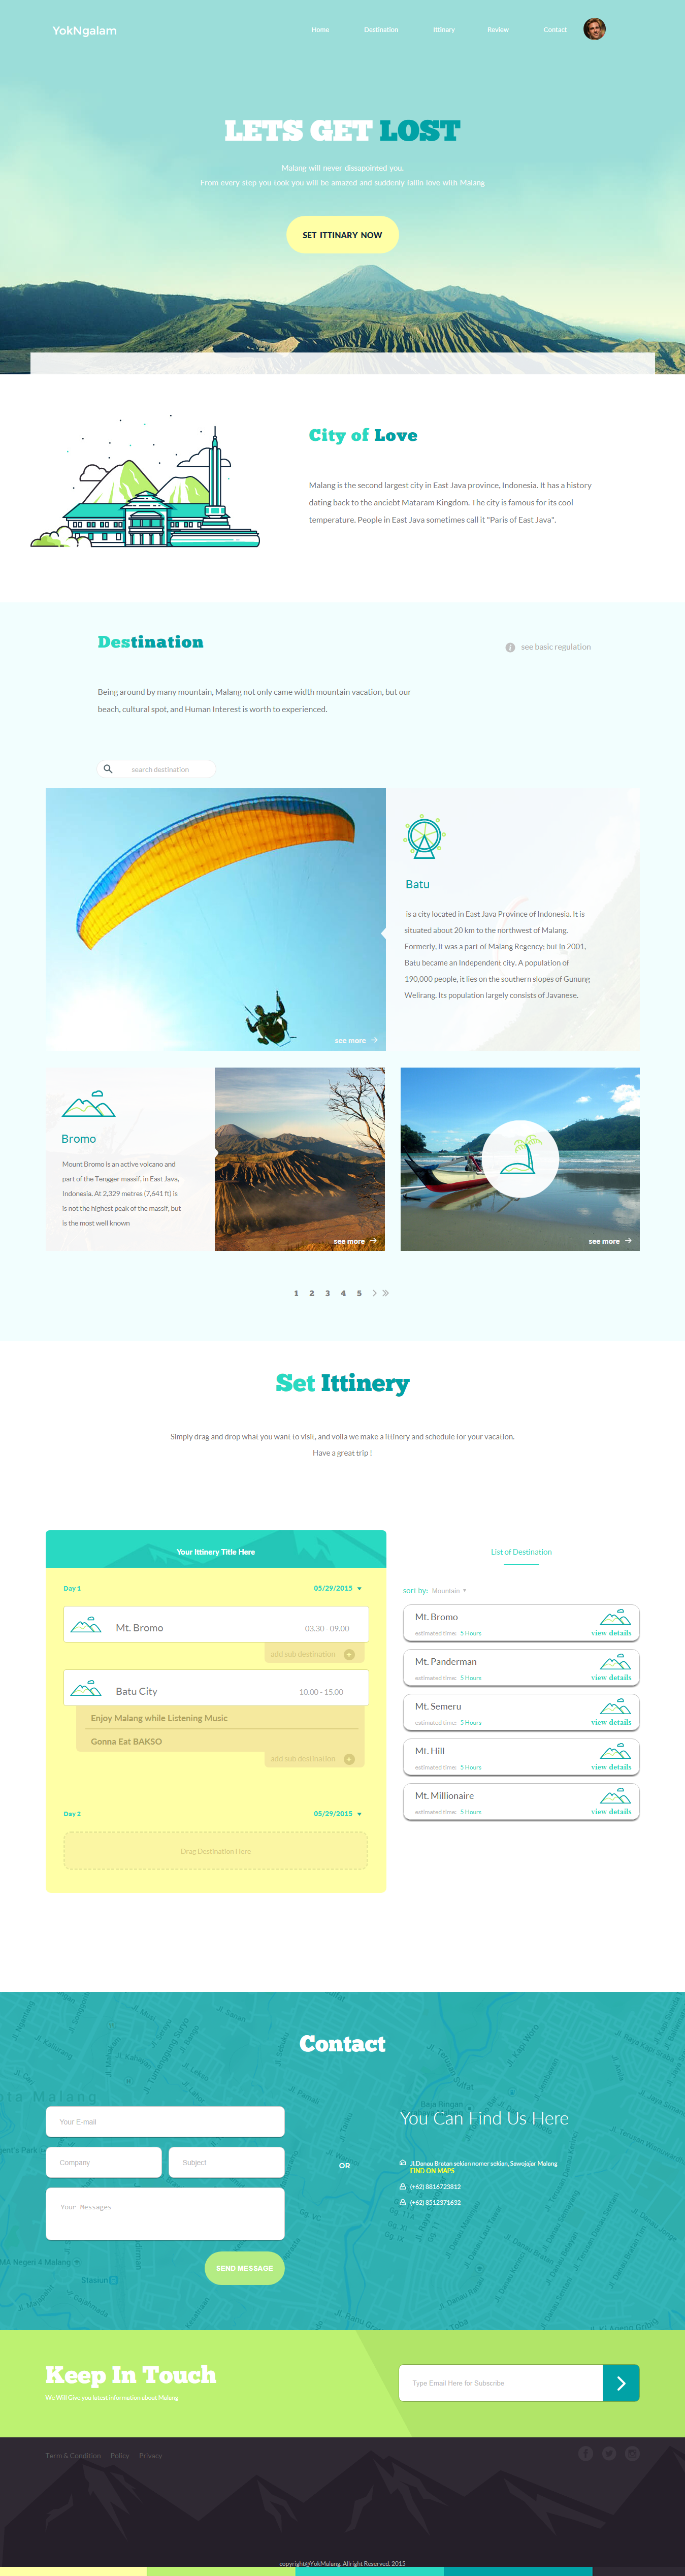 YokNgalam
Home Destination Ittinary Review Contact
LETS GET LOST
Malang will never dissapointed you.
From every step you took you will be amazed and suddenly fallin love with Malang
SET ITTINARY NOW
City of Love
Malang is the second largest city in East Java province, Indonesia. It has a history
dating back to the anciebt Mataram Kingdom. The city is famous for its cool
temperature. People in East Java sometimes call it "Paris of East Java".
Destination
see basic regulation
Being around by many mountain, Malang not only came width mountain vacation, but our
beach, cultural spot, and Human Interest is worth to experienced.
search destination
Batu
is a city located in East Java Province of Indonesia. It is
situated about 20 km to the northwest of Malang.
Formerly, it was a part of Malang Regency; but in 2001,
Batu became an Independent city. A population of
190,000 people, it lies on the southern slopes of Gunung
Welirang. Its population largely consists of Javanese.
see more
Bromo
Mount Bromo is an active volcano and
part of the Tengger massif, in East Java,
Indonesia. At 2,329 metres (7,641 ft) is
is not the highest peak of the massif, but
is the most well known
see more
see more
1 2 3 4 5
Set Ittinery
Simply drag and drop what you want to visit, and voila we make a ittinery and schedule for your vacation.
Have a great trip !
Your Ittinery Title Here
Day 1 05/29/2015
Mt. Bromo 03.30 - 09.00
add sub destination
Batu City 10.00 - 15.00
Enjoy Malang while Listening Music
Gonna Eat BAKSO
add sub destination
Day 2 05/29/2015
Drag Destination Here
List of Destination
sort by: Mountain
Mt. Bromo
estimated time: 5 Hours view details
Mt. Panderman
estimated time: 5 Hours view details
Mt. Semeru
estimated time: 5 Hours view details
Mt. Hill
estimated time: 5 Hours view details
Mt. Millionaire
estimated time: 5 Hours view details
Contact
Your E-mail
Company Subject
Your Messages
SEND MESSAGE
OR
You Can Find Us Here
Jl.Danau Bratan sekian nomer sekian, Sawojajar Malang
FIND ON MAPS
(+62) 8816723812
(+62) 8512371632
Keep In Touch
We Will Give you latest information about Malang
Type Email Here for Subscribe
Term & Condition Policy Privacy
copyright@YokMalang. Allright Reserved. 2015